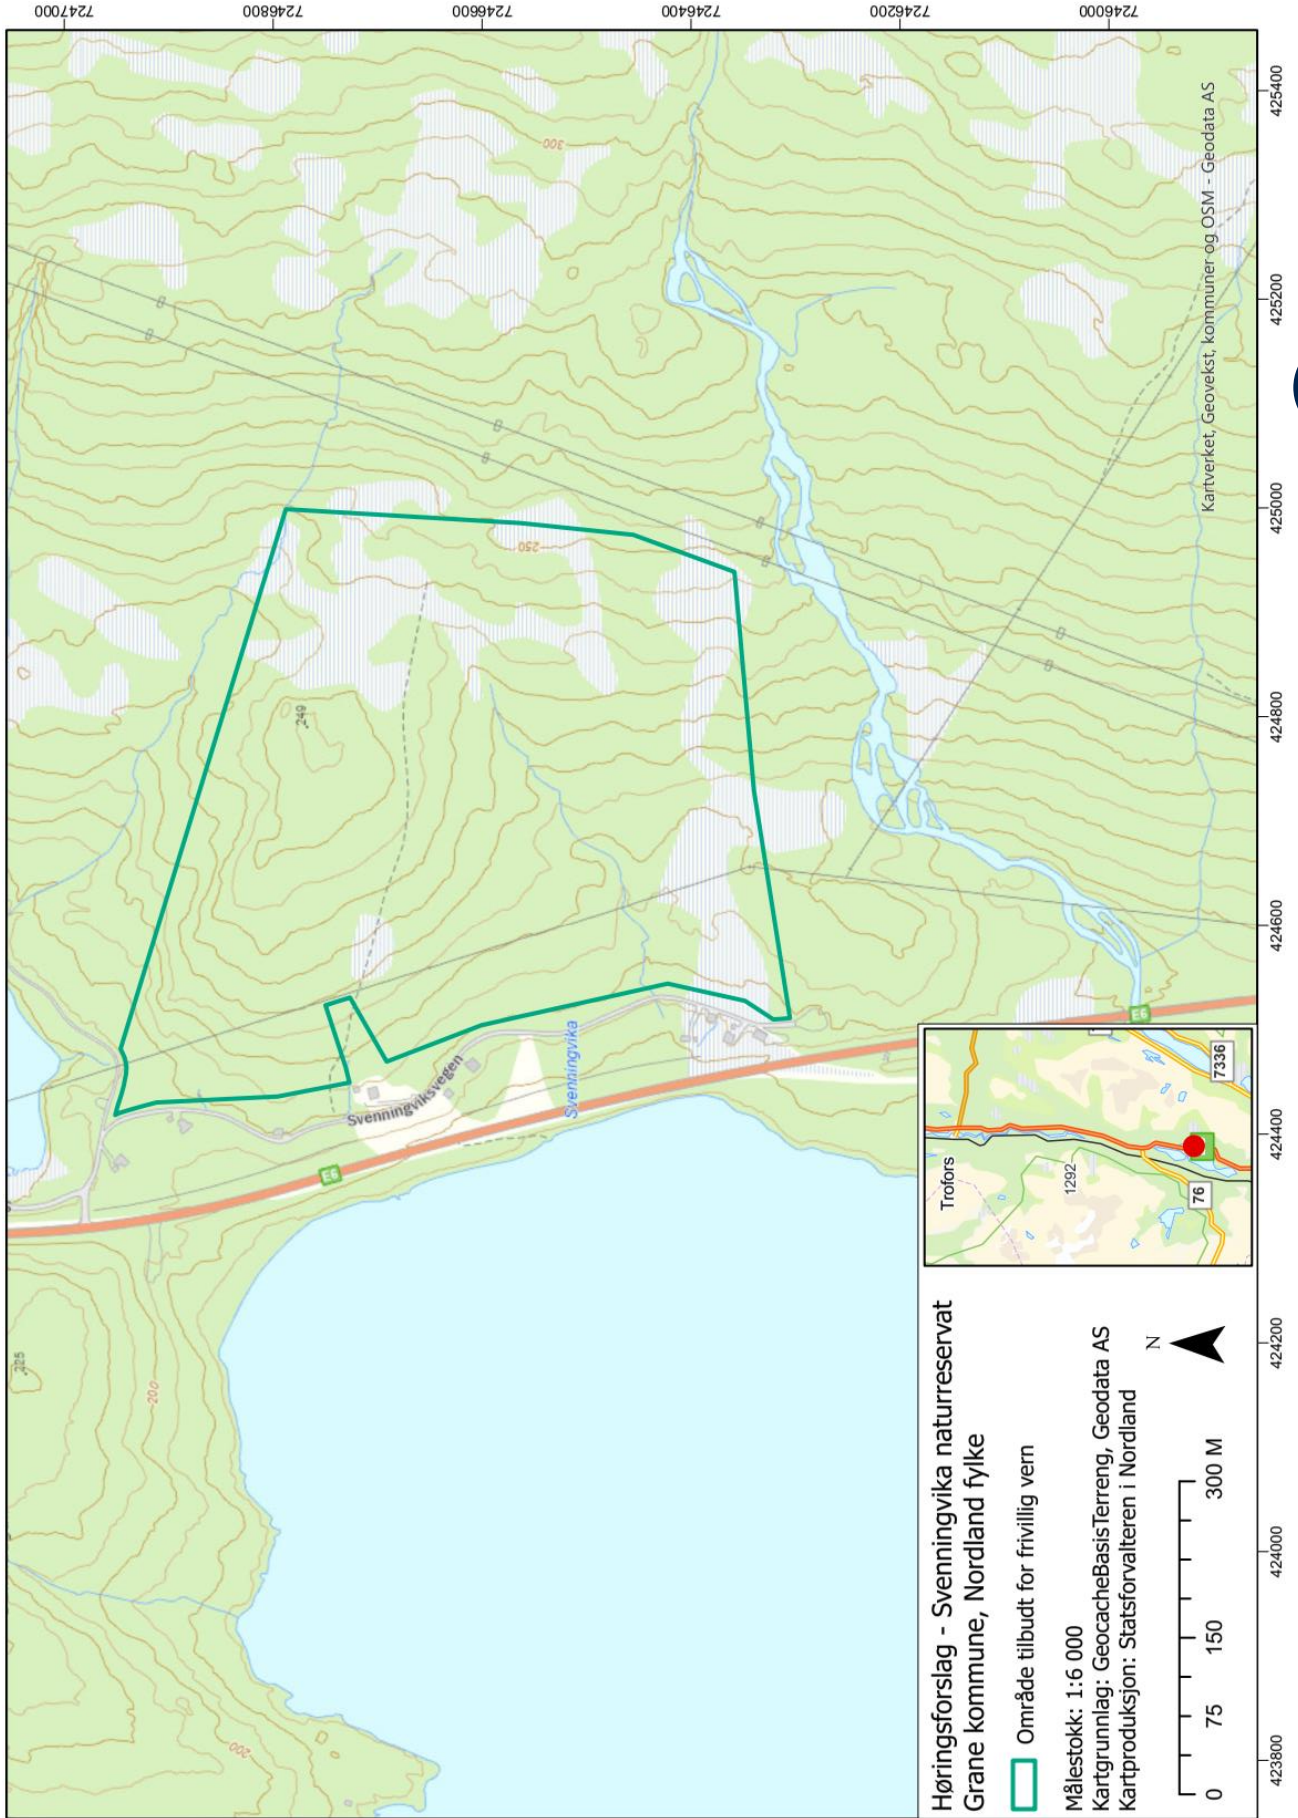 7247000
7246800
7246600
7246400
7246200
7246000
423800
424000
424200
424400
424600
424800
425000
425200
425400
225
200
200
249
250
300
E6
E6
Svenningviksvegen
Svenningvika
Kartverket, Geovekst, kommuner og OSM - Geodata AS
Høringsforslag - Svenningvika naturreservat
Grane kommune, Nordland fylke
Område tilbudt for frivillig vern
Målestokk: 1:6 000
Kartgrunnlag: GeocacheBasisTerreng, Geodata AS
Kartproduksjon: Statsforvalteren i Nordland
N
0 75 150 300 M
Trofors
1292
76
7336